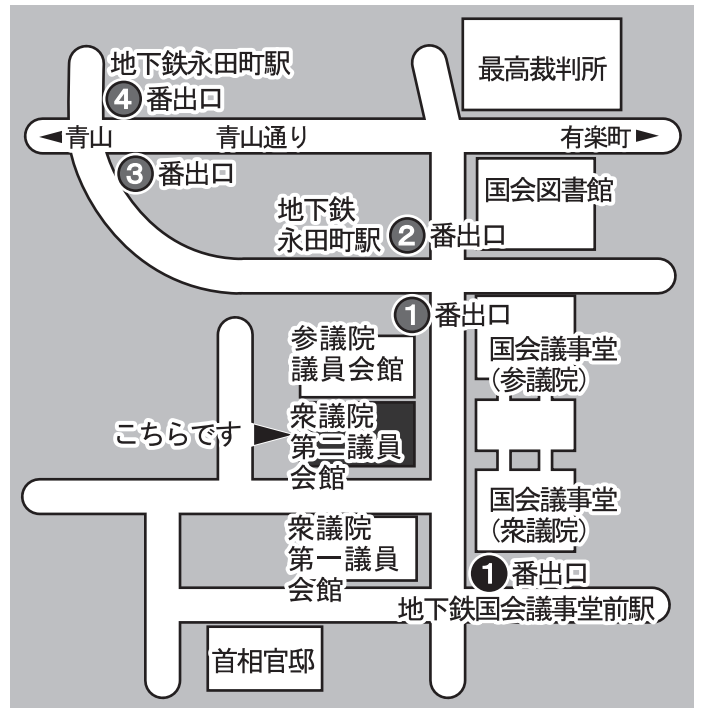 地下鉄永田町駅
4番出口
最高裁判所
青山
青山通り
有楽町
3番出口
国会図書館
地下鉄
永田町駅
2番出口
1番出口
参議院
議員会館
国会議事堂
(参議院)
こちらです
衆議院
第二議員
会館
国会議事堂
(衆議院)
衆議院
第一議員
会館
1番出口
地下鉄国会議事堂前駅
首相官邸